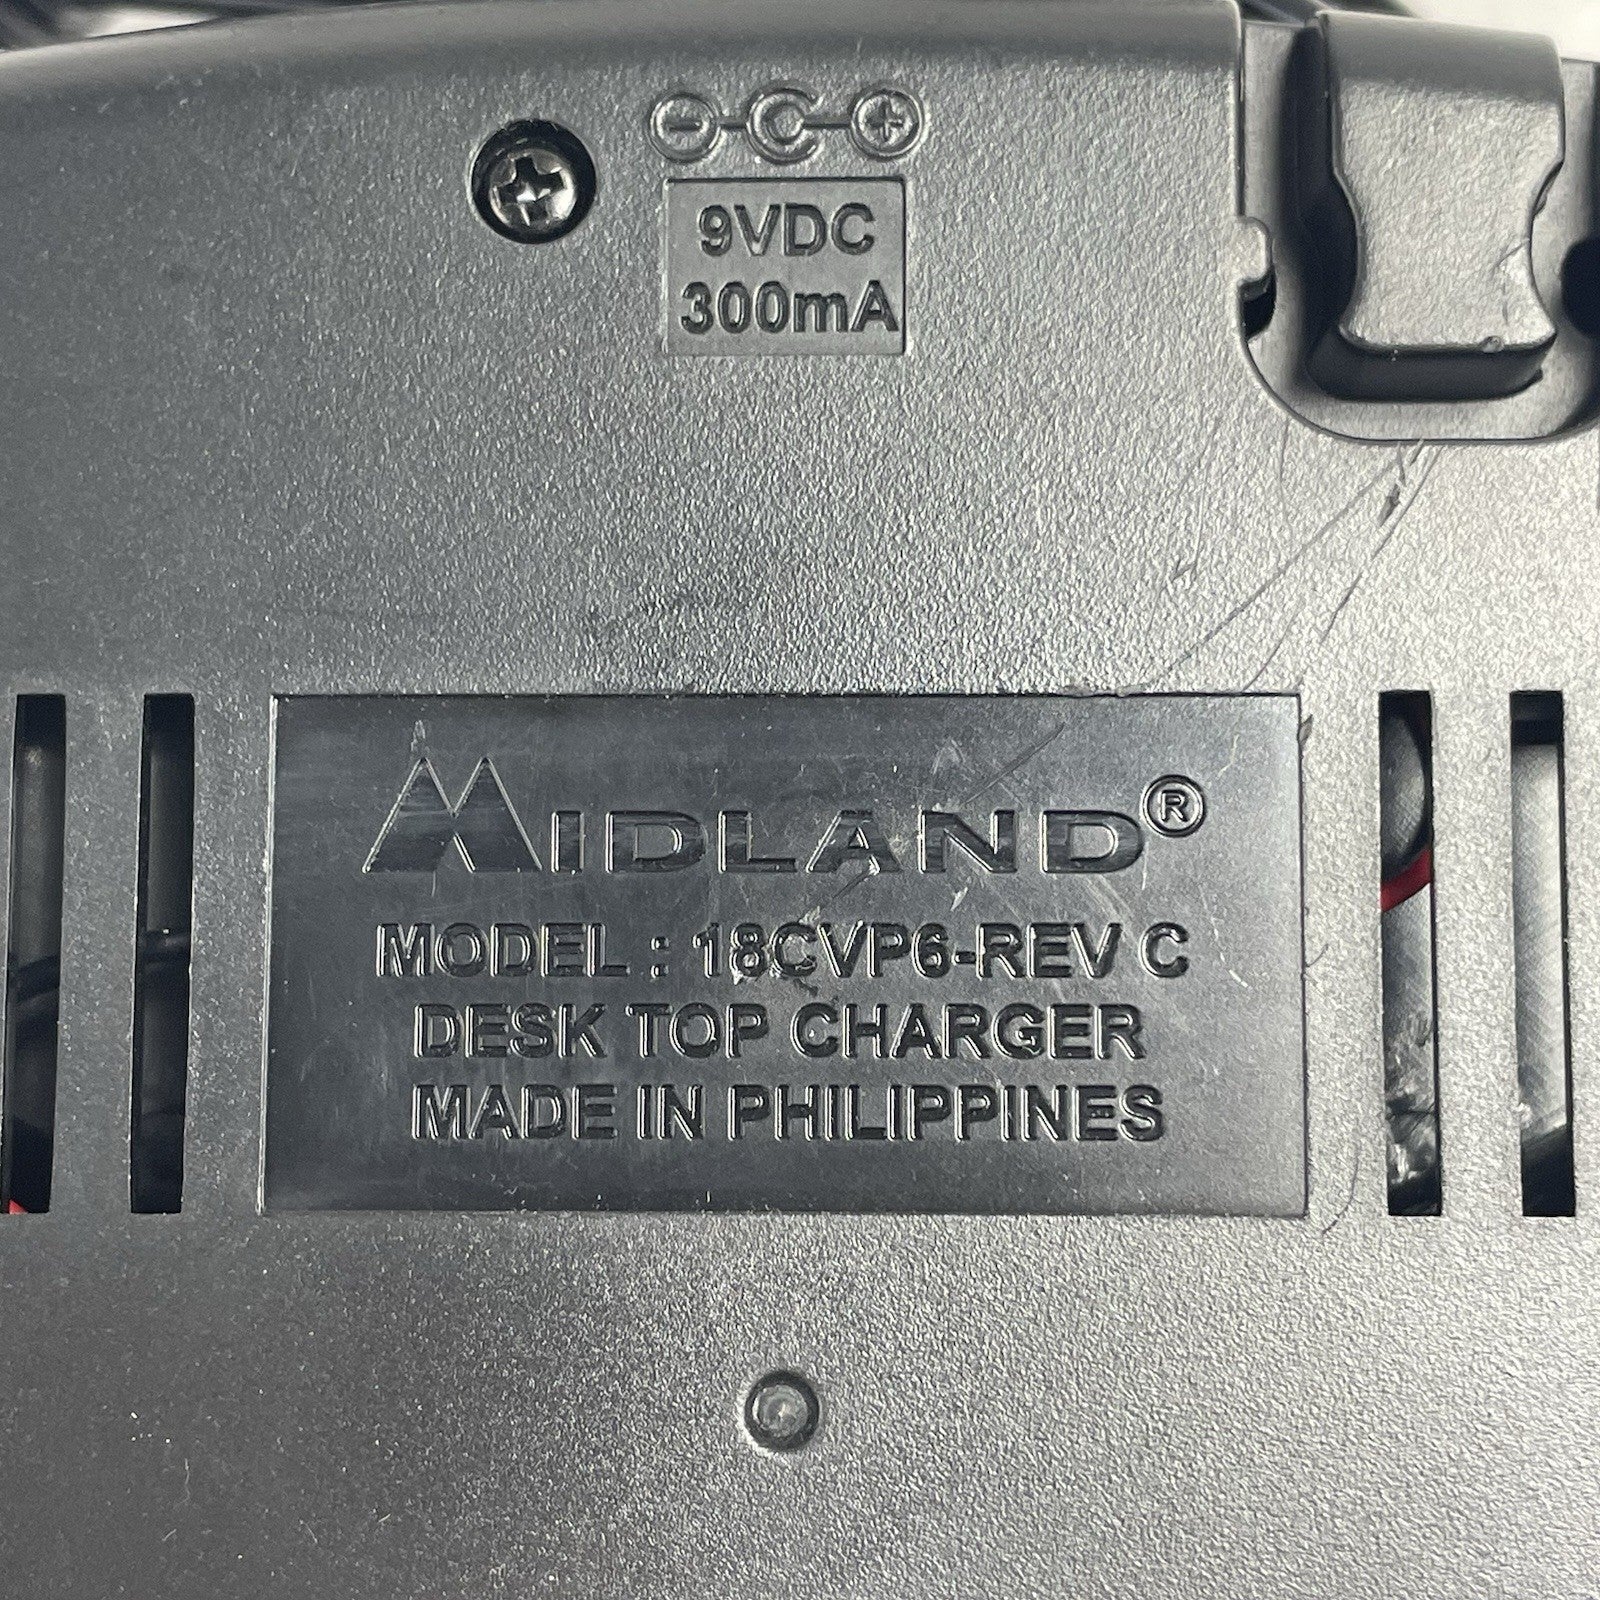 9VDC
300mA
MIDLAND®
MODEL : 18CVP6-REV C
DESK TOP CHARGER
MADE IN PHILIPPINES